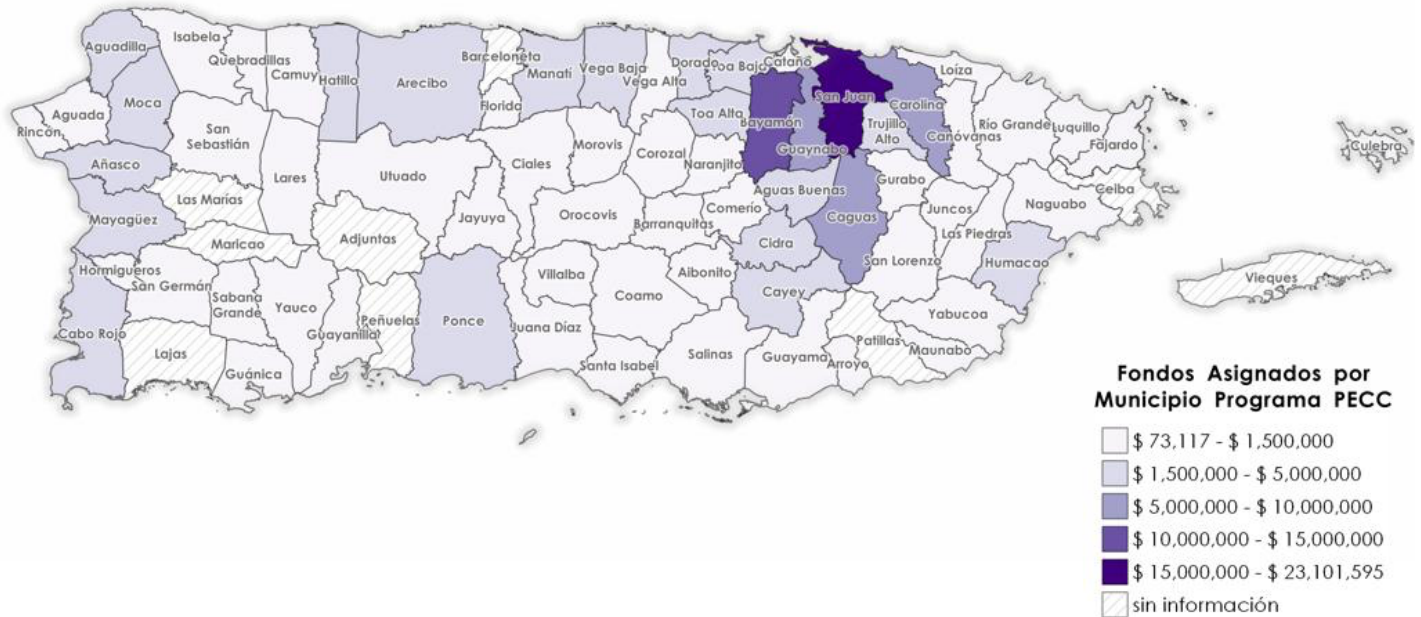 Isabela
Aguadilla
Quebradillas
Camuy
Hatillo
Arecibo
Barceloneta
Manatí
Vega Baja
Vega Alta
Dorado
Toa Baja
Cataño
San Juan
Loíza
Carolina
Moca
Aguada
Rincón
San
Sebastián
Florida
Toa Alta
Bayamón
Guaynabo
Trujillo
Alto
Canóvanas
Río Grande
Luquillo
Fajardo
Culebra
Añasco
Las Marías
Lares
Utuado
Ciales
Morovis
Corozal
Naranjito
Aguas Buenas
Gurabo
Ceiba
Mayagüez
Maricao
Adjuntas
Jayuya
Orocovis
Barranquitas
Comerío
Caguas
Juncos
Naguabo
Las Piedras
Hormigueros
San Germán
Villalba
Aibonito
Cidra
San Lorenzo
Humacao
Vieques
Sabana
Grande
Yauco
Guayanilla
Peñuelas
Ponce
Juana Díaz
Coamo
Cayey
Yabucoa
Cabo Rojo
Lajas
Guánica
Santa Isabel
Salinas
Guayama
Arroyo
Patillas
Maunabo
Fondos Asignados por
Municipio Programa PECC
$ 73,117 - $ 1,500,000
$ 1,500,000 - $ 5,000,000
$ 5,000,000 - $ 10,000,000
$ 10,000,000 - $ 15,000,000
$ 15,000,000 - $ 23,101,595
sin información